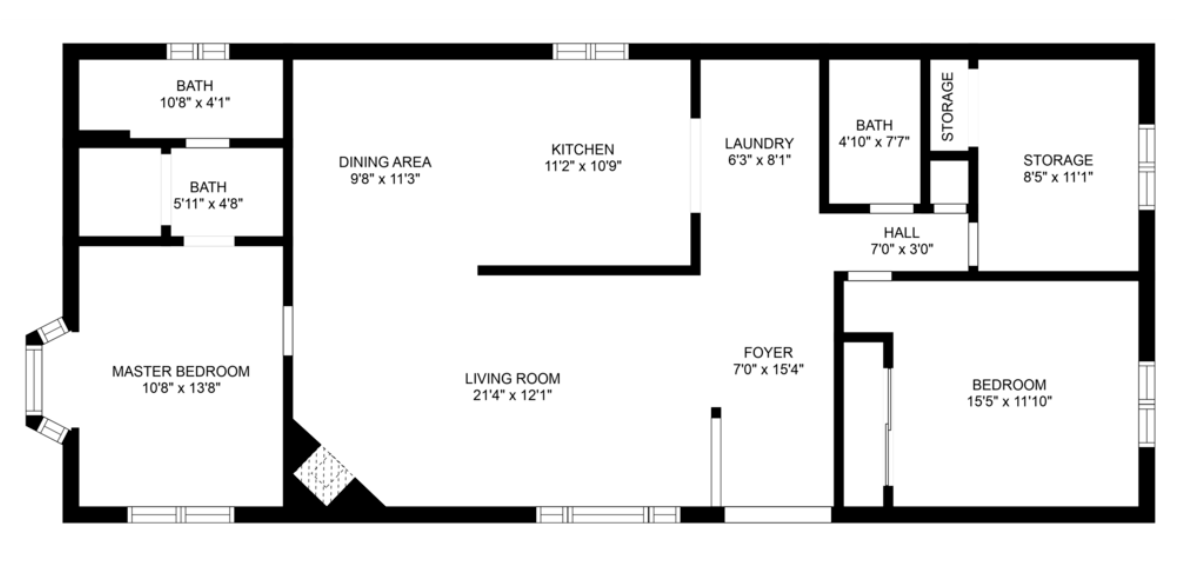 BATH
10'8" x 4'1"
BATH
5'11" x 4'8"
MASTER BEDROOM
10'8" x 13'8"
DINING AREA
9'8" x 11'3"
KITCHEN
11'2" x 10'9"
LIVING ROOM
21'4" x 12'1"
LAUNDRY
6'3" x 8'1"
FOYER
7'0" x 15'4"
BATH
4'10" x 7'7"
HALL
7'0" x 3'0"
STORAGE
STORAGE
8'5" x 11'1"
BEDROOM
15'5" x 11'10"